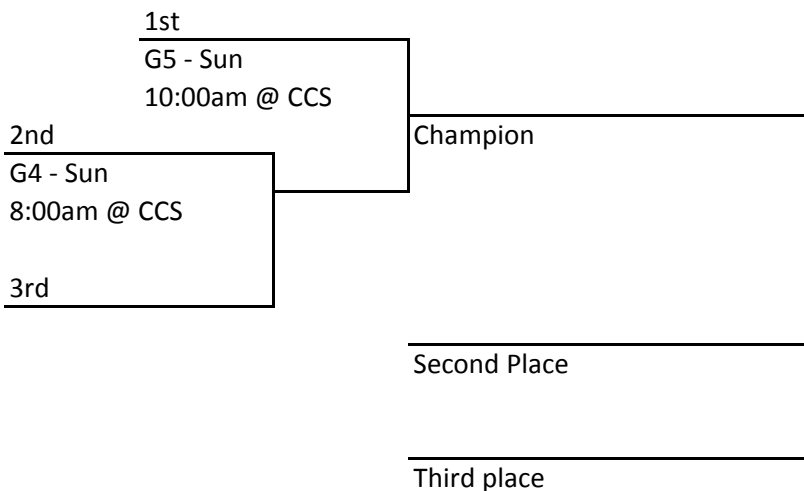 1st
G5 - Sun
10:00am @ CCS
2nd
Champion
G4 - Sun
8:00am @ CCS
3rd
Second Place
Third place